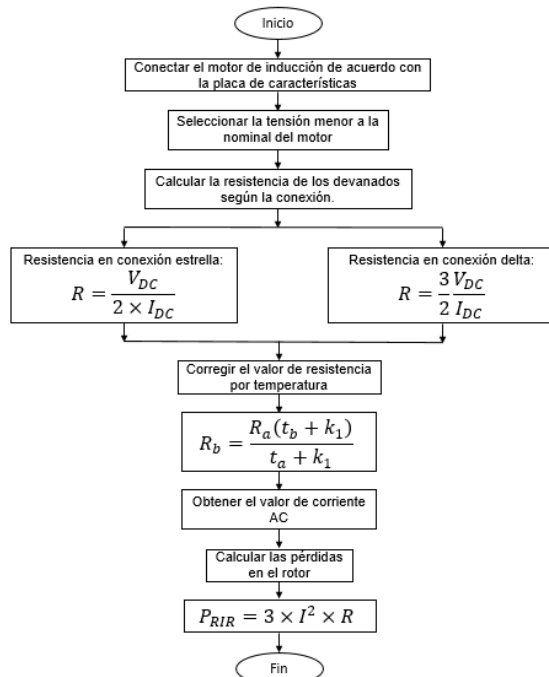 Inicio
Conectar el motor de inducción de acuerdo con
la placa de características
Seleccionar la tensión menor a la
nominal del motor
Calcular la resistencia de los devanados
según la conexión.
Resistencia en conexión estrella:
R = V_DC / (2 × I_DC)
Resistencia en conexión delta:
R = 3/2 V_DC/I_DC
Corregir el valor de resistencia
por temperatura
R_b = R_a(t_b + k_1) / (t_a + k_1)
Obtener el valor de corriente
AC
Calcular las pérdidas
en el rotor
P_RIR = 3 × I² × R
Fin